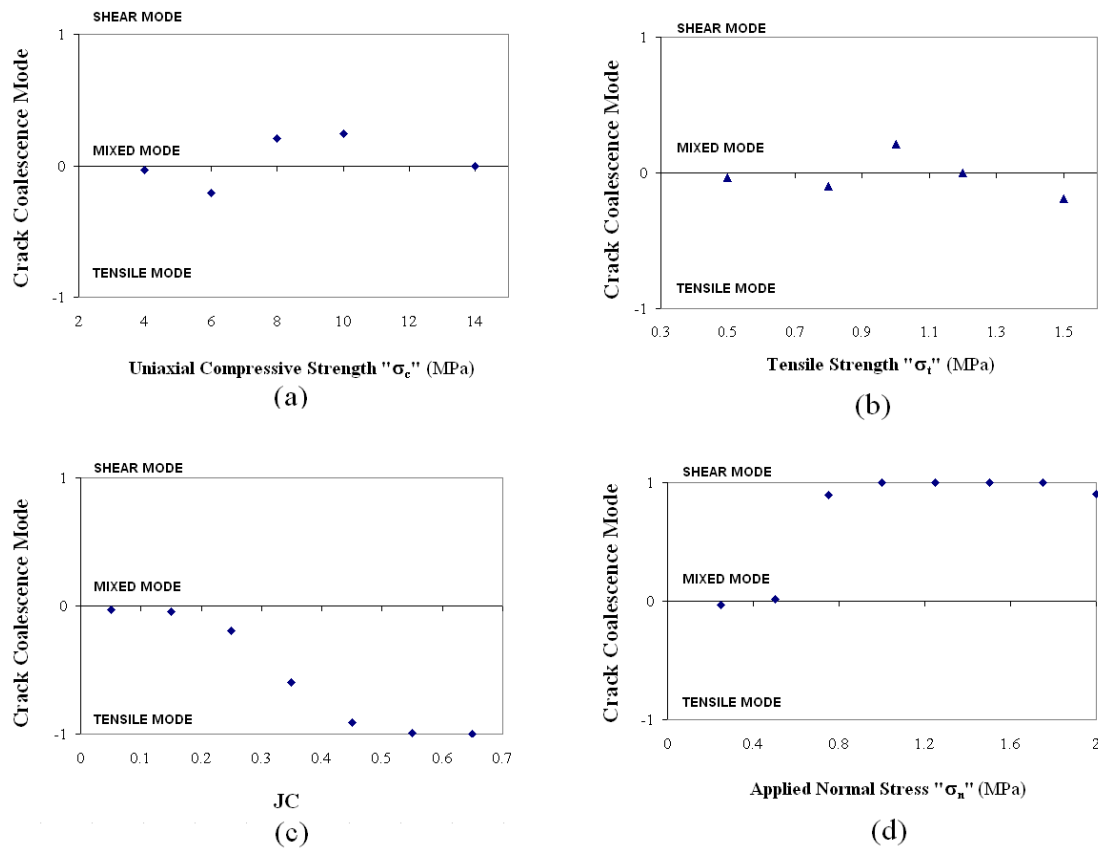 SHEAR MODE
1
Crack Coalescence Mode
MIXED MODE
0
TENSILE MODE
-1
2 4 6 8 10 12 14
Uniaxial Compressive Strength "σc" (MPa)
(a)
SHEAR MODE
1
Crack Coalescence Mode
MIXED MODE
0
TENSILE MODE
-1
0.3 0.5 0.7 0.9 1.1 1.3 1.5
Tensile Strength "σt" (MPa)
(b)
SHEAR MODE
1
Crack Coalescence Mode
MIXED MODE
0
TENSILE MODE
-1
0 0.1 0.2 0.3 0.4 0.5 0.6 0.7
JC
(c)
SHEAR MODE
1
Crack Coalescence Mode
MIXED MODE
0
TENSILE MODE
-1
0 0.4 0.8 1.2 1.6 2
Applied Normal Stress "σn" (MPa)
(d)